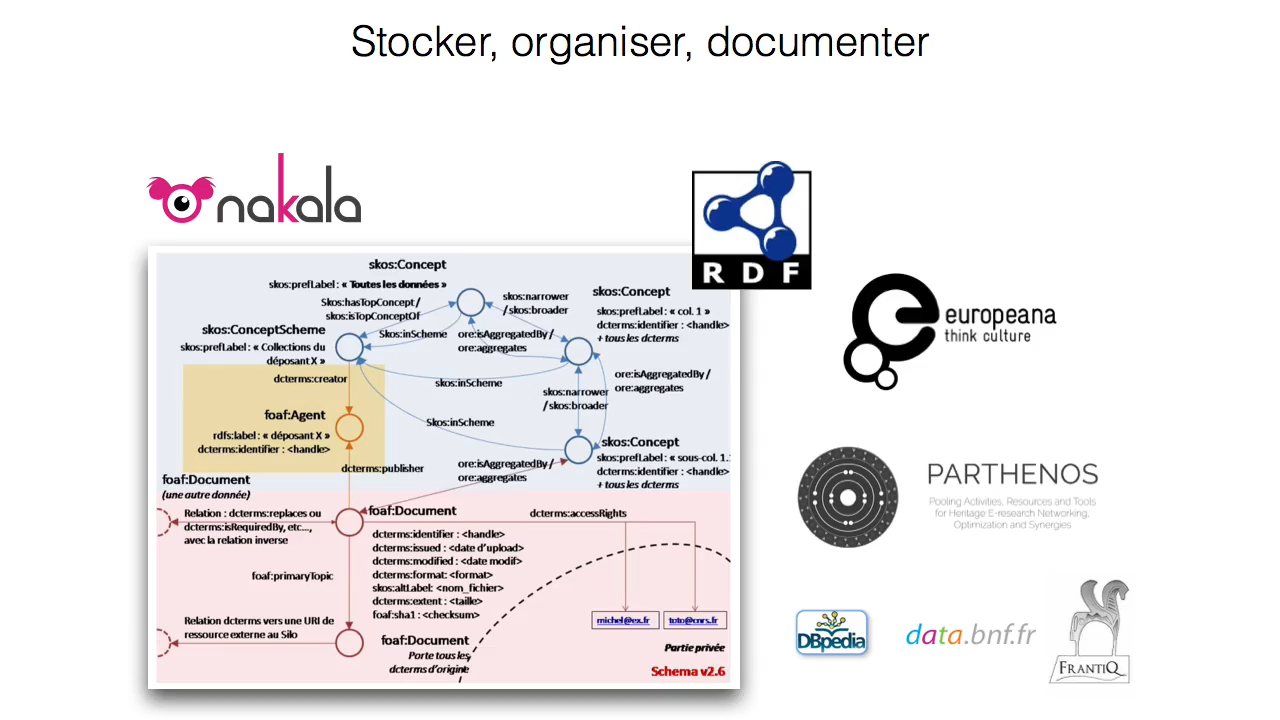 Stocker, organiser, documenter
nakala
RDF
skos:Concept
skos:prefLabel : « Toutes les données »
Skos:hasTopConcept /
skos:isTopConceptOf
skos:narrower
/skos:broader
skos:Concept
skos:prefLabel : « col. 1 »
dcterms:identifier : <handle>
+ tous les dcterms
skos:ConceptScheme
skos:prefLabel : « Collections du
déposant X »
Skos:inScheme
ore:isAggregatedBy /
ore:aggregates
dcterms:creator
skos:inScheme
ore:isAggregatedBy /
ore:aggregates
skos:narrower
/skos:broader
foaf:Agent
rdfs:label : « déposant X »
dcterms:identifier : <handle>
Skos:inScheme
skos:Concept
skos:prefLabel : « sous-col. 1.
dcterms:identifier : <handle>
+ tous les dcterms
dcterms:publisher
ore:isAggregatedBy /
ore:aggregates
foaf:Document
(une autre donnée)
Relation : dcterms:replaces ou
dcterms:isRequiredBy, etc...,
avec la relation inverse
foaf:Document
dcterms:identifier : <handle>
dcterms:issued : <date d'upload>
dcterms:modified : <date modif>
dcterms:format: <format>
skos:altLabel: <nom_fichier>
dcterms:extent : <taille>
foaf:sha1 : <checksum>
dcterms:accessRights
foaf:primaryTopic
michel@ex.fr
toto@cnrs.fr
Relation dcterms vers une URI de
ressource externe au Silo
foaf:Document
Porte tous les
dcterms d'origine
Partie privée
Schema v2.6
europeana
think culture
PARTHENOS
Pooling Activities, Resources and Tools
for Heritage E-research Networking,
Optimization and Synergies
DBpedia
data.bnf.fr
FRANTIQ